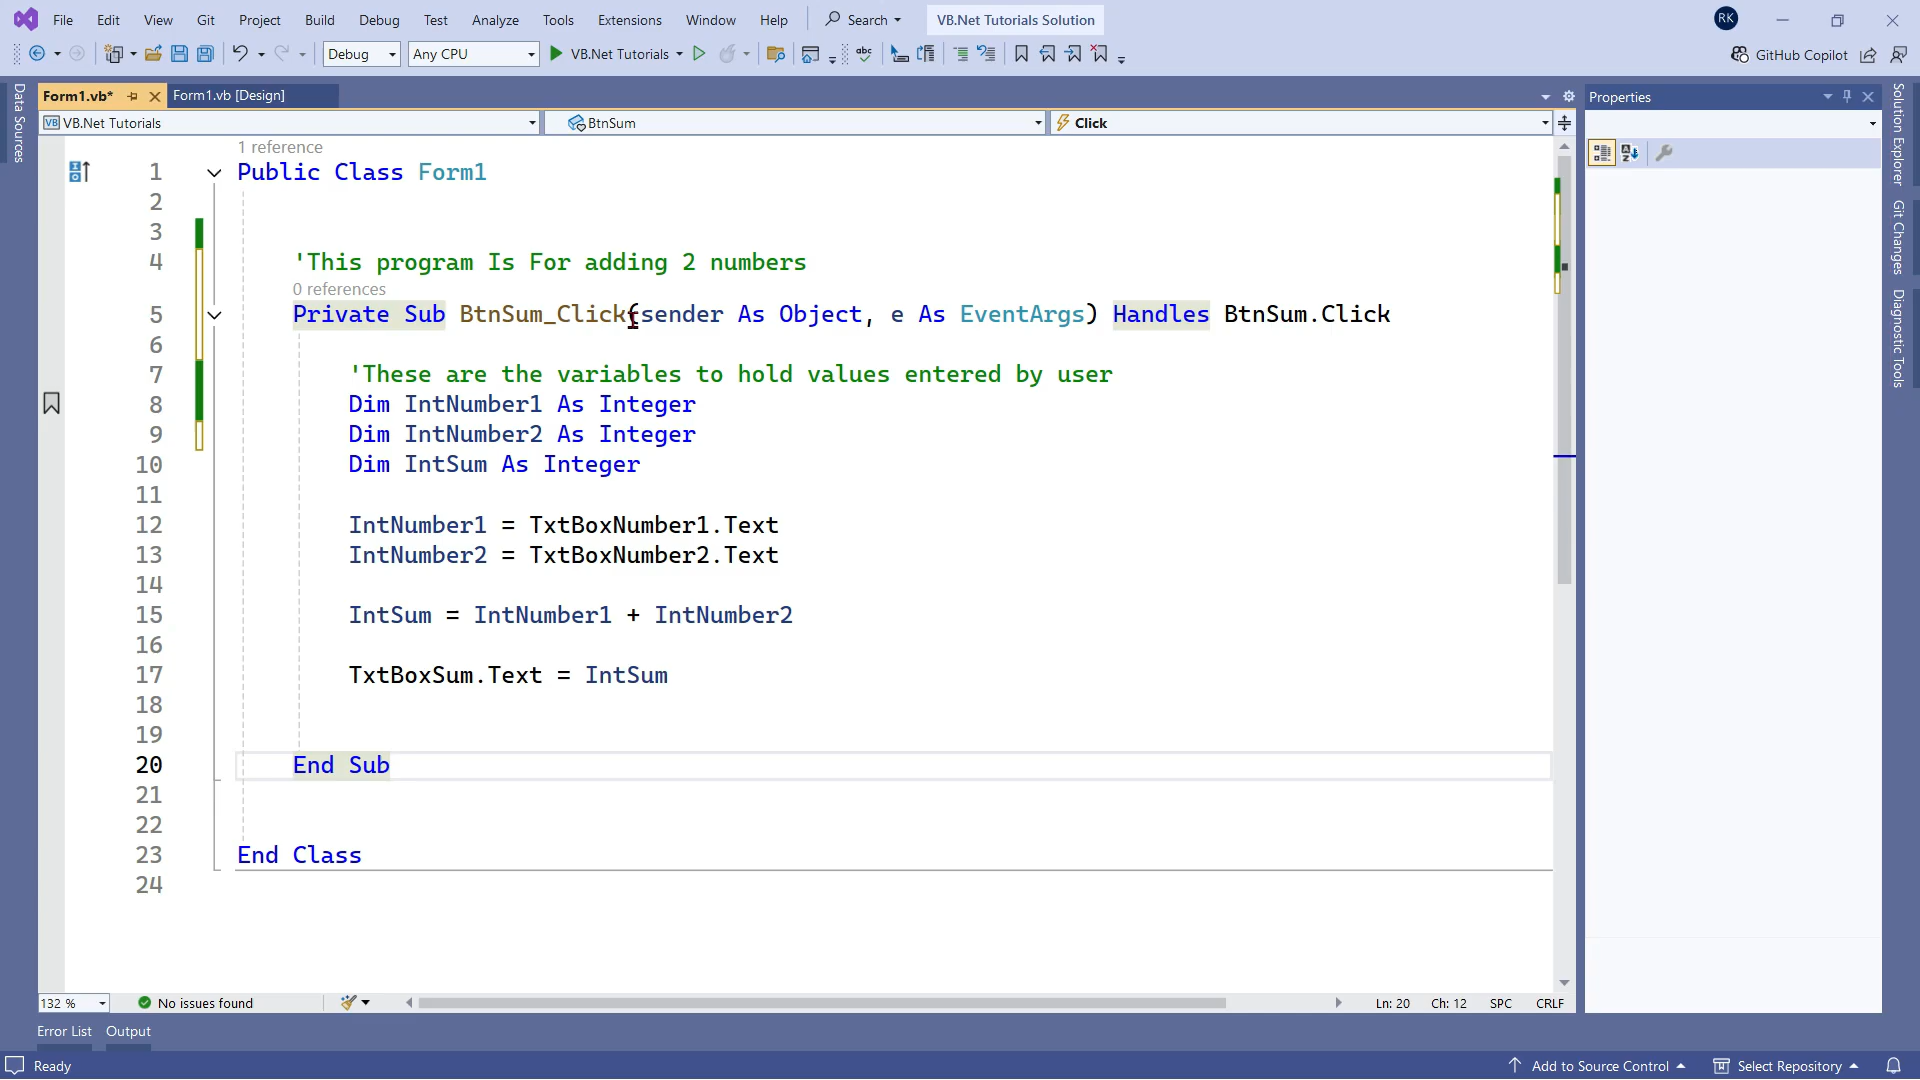 File Edit View Git Project Build Debug Test Analyze Tools Extensions Window Help Search VB.Net Tutorials Solution RK
Debug Any CPU VB.Net Tutorials abc GitHub Copilot
Form1.vb* Form1.vb [Design] Properties
VB VB.Net Tutorials BtnSum Click
Data Sources
Solution Explorer
Git Changes
Diagnostic Tools
1 reference
1 Public Class Form1
2
3
4 'This program Is For adding 2 numbers
0 references
5 Private Sub BtnSum_Click(sender As Object, e As EventArgs) Handles BtnSum.Click
6
7 'These are the variables to hold values entered by user
8 Dim IntNumber1 As Integer
9 Dim IntNumber2 As Integer
10 Dim IntSum As Integer
11
12 IntNumber1 = TxtBoxNumber1.Text
13 IntNumber2 = TxtBoxNumber2.Text
14
15 IntSum = IntNumber1 + IntNumber2
16
17 TxtBoxSum.Text = IntSum
18
19
20 End Sub
21
22
23 End Class
24
132 % No issues found Ln: 20 Ch: 12 SPC CRLF
Error List Output
Ready Add to Source Control Select Repository